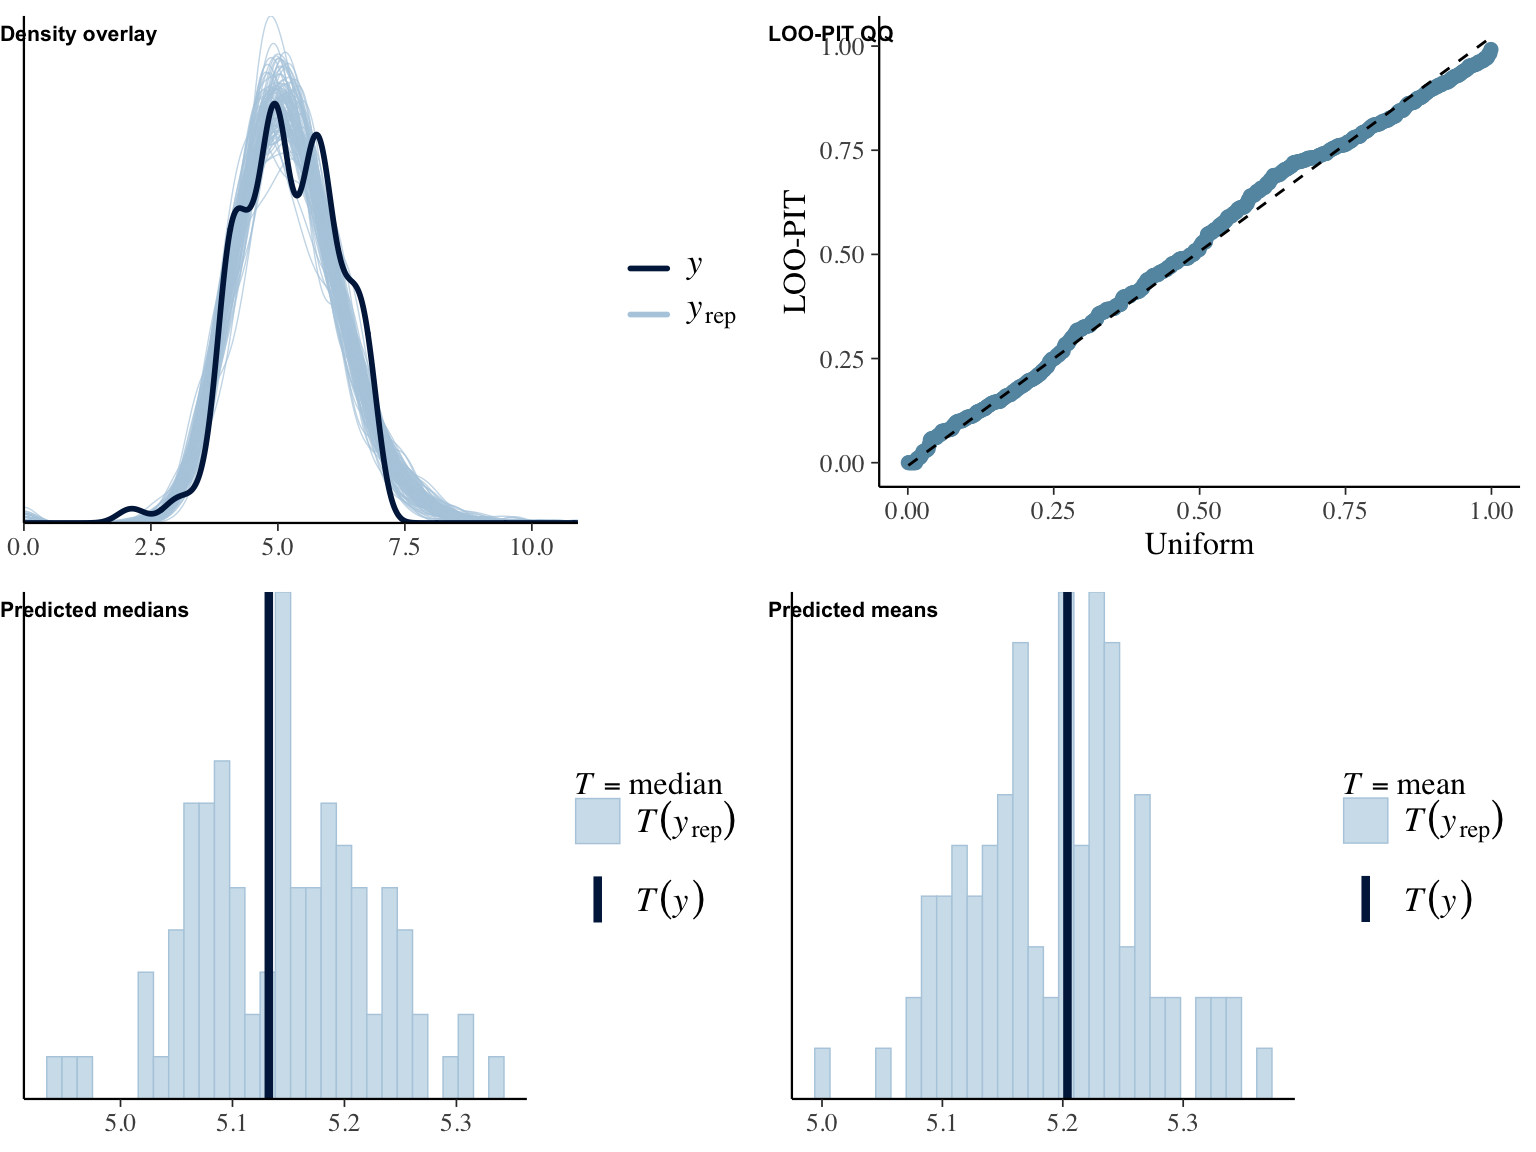 Density overlay
y
y rep
0.0 2.5 5.0 7.5 10.0
LOO-PIT QQ
1.00
0.75
0.50
0.25
0.00
LOO-PIT
0.00 0.25 0.50 0.75 1.00
Uniform
Predicted medians
T = median
T(y rep)
T(y)
5.0 5.1 5.2 5.3
Predicted means
T = mean
T(y rep)
T(y)
5.0 5.1 5.2 5.3